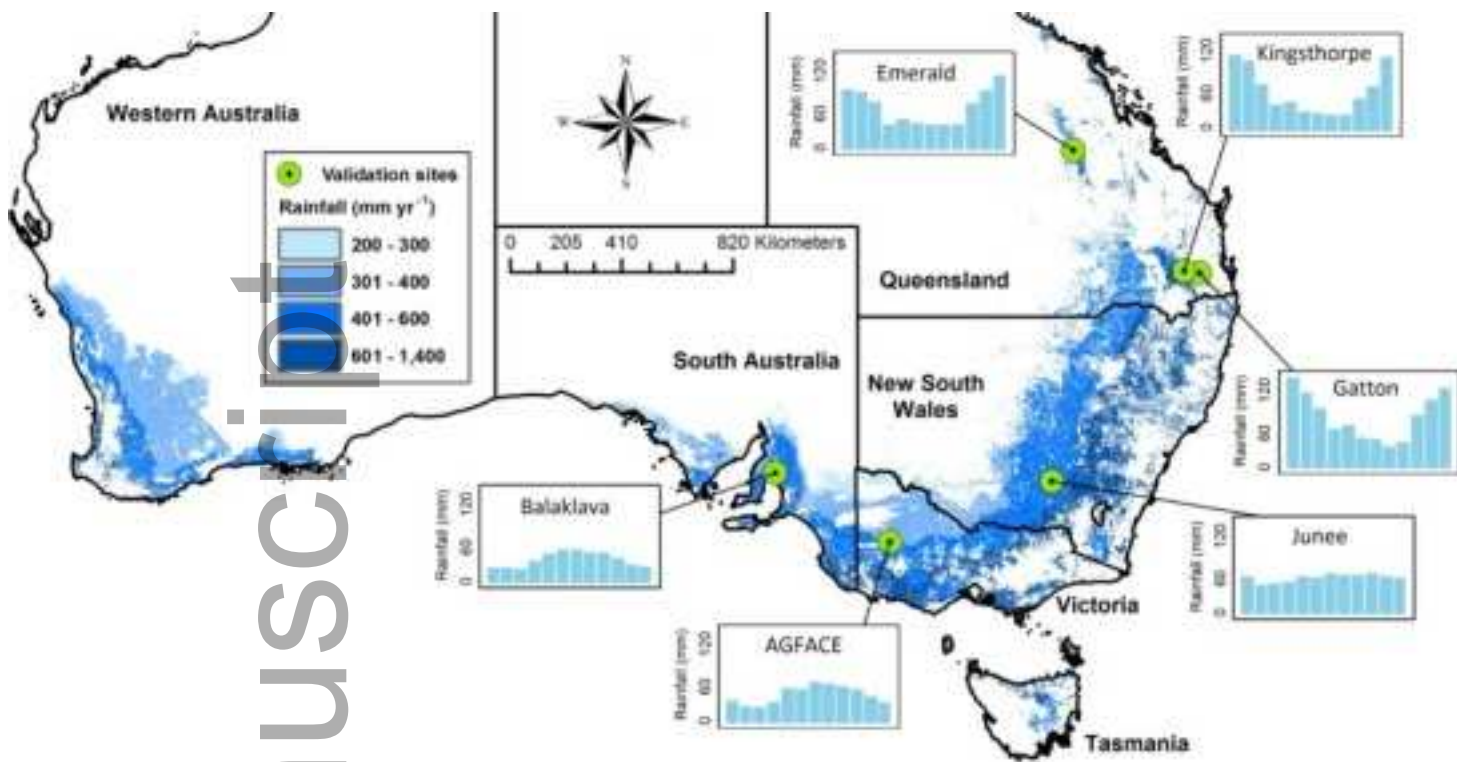 Western Australia
Validation sites
Rainfall (mm yr⁻¹)
200 - 300
301 - 400
401 - 600
601 - 1,400
N
W
E
S
0 205 410 820 Kilometers
South Australia
Queensland
New South
Wales
Victoria
Tasmania
Emerald
Rainfall (mm)
0 60 120
Kingsthorpe
Rainfall (mm)
0 60 120
Gatton
Rainfall (mm)
0 60 120
Junee
Rainfall (mm)
0 60 120
Balaklava
Rainfall (mm)
0 60 120
AGFACE
Rainfall (mm)
0 60 120
uscript